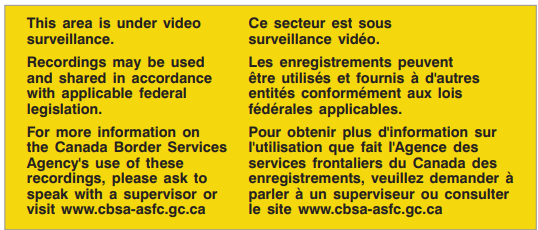 This area is under video
surveillance.
Recordings may be used
and shared in accordance
with applicable federal
legislation.
For more information on
the Canada Border Services
Agency's use of these
recordings, please ask to
speak with a supervisor or
visit www.cbsa-asfc.gc.ca
Ce secteur est sous
surveillance vidéo.
Les enregistrements peuvent
être utilisés et fournis à d'autres
entités conformément aux lois
fédérales applicables.
Pour obtenir plus d'information sur
l'utilisation que fait l'Agence des
services frontaliers du Canada des
enregistrements, veuillez demander à
parler à un superviseur ou consulter
le site www.cbsa-asfc.gc.ca